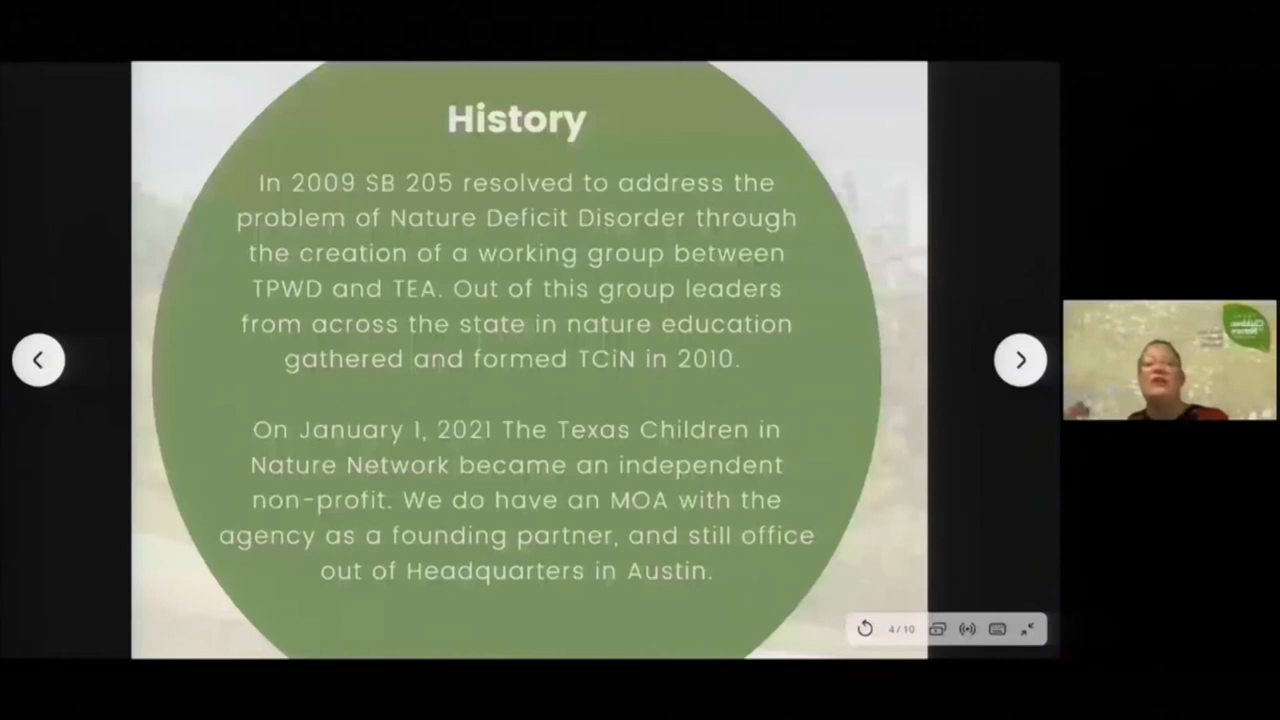 History
In 2009 SB 205 resolved to address the
problem of Nature Deficit Disorder through
the creation of a working group between
TPWD and TEA. Out of this group leaders
from across the state in nature education
gathered and formed TCiN in 2010.
On January 1, 2021 The Texas Children in
Nature Network became an independent
non-profit. We do have an MOA with the
agency as a founding partner, and still office
out of Headquarters in Austin.
4/10